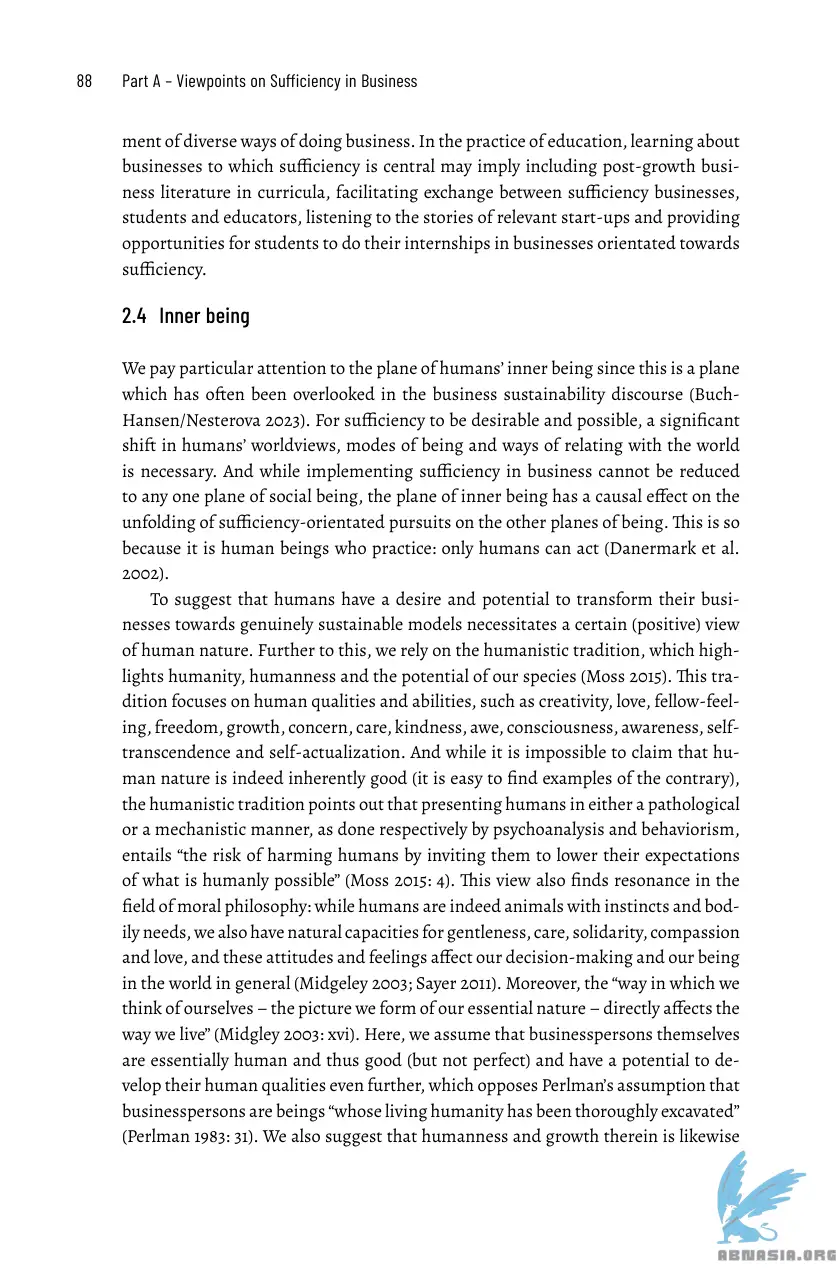 88 Part A – Viewpoints on Sufficiency in Business
ment of diverse ways of doing business. In the practice of education, learning about
businesses to which sufficiency is central may imply including post-growth busi-
ness literature in curricula, facilitating exchange between sufficiency businesses,
students and educators, listening to the stories of relevant start-ups and providing
opportunities for students to do their internships in businesses orientated towards
sufficiency.
2.4 Inner being
We pay particular attention to the plane of humans’ inner being since this is a plane
which has often been overlooked in the business sustainability discourse (Buch-
Hansen/Nesterova 2023). For sufficiency to be desirable and possible, a significant
shift in humans’ worldviews, modes of being and ways of relating with the world
is necessary. And while implementing sufficiency in business cannot be reduced
to any one plane of social being, the plane of inner being has a causal effect on the
unfolding of sufficiency-orientated pursuits on the other planes of being. This is so
because it is human beings who practice: only humans can act (Danermark et al.
2002).
To suggest that humans have a desire and potential to transform their busi-
nesses towards genuinely sustainable models necessitates a certain (positive) view
of human nature. Further to this, we rely on the humanistic tradition, which high-
lights humanity, humanness and the potential of our species (Moss 2015). This tra-
dition focuses on human qualities and abilities, such as creativity, love, fellow-feel-
ing, freedom, growth, concern, care, kindness, awe, consciousness, awareness, self-
transcendence and self-actualization. And while it is impossible to claim that hu-
man nature is indeed inherently good (it is easy to find examples of the contrary),
the humanistic tradition points out that presenting humans in either a pathological
or a mechanistic manner, as done respectively by psychoanalysis and behaviorism,
entails “the risk of harming humans by inviting them to lower their expectations
of what is humanly possible” (Moss 2015: 4). This view also finds resonance in the
field of moral philosophy: while humans are indeed animals with instincts and bod-
ily needs, we also have natural capacities for gentleness, care, solidarity, compassion
and love, and these attitudes and feelings affect our decision-making and our being
in the world in general (Midgeley 2003; Sayer 2011). Moreover, the “way in which we
think of ourselves – the picture we form of our essential nature – directly affects the
way we live” (Midgley 2003: xvi). Here, we assume that businesspersons themselves
are essentially human and thus good (but not perfect) and have a potential to de-
velop their human qualities even further, which opposes Perlman’s assumption that
businesspersons are beings “whose living humanity has been thoroughly excavated”
(Perlman 1983: 31). We also suggest that humanness and growth therein is likewise
ABNASIA.ORG